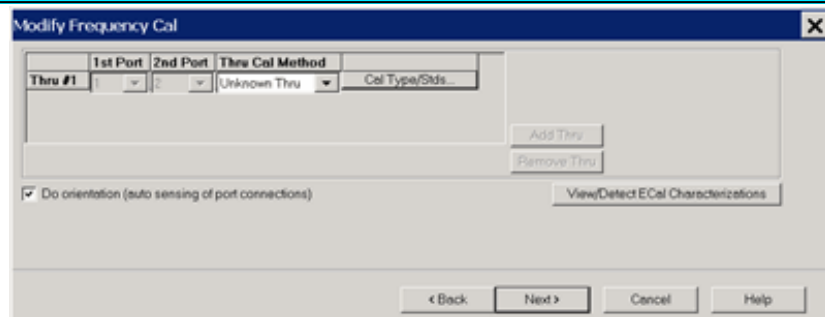 Modify Frequency Cal
1st Port 2nd Port Thru Cal Method
Thru #1 1 2 Unknown Thru Cal Type/Stds...
Add Thru
Remove Thru
Do orientation (auto sensing of port connections) View/Detect ECal Characterizations
< Back Next > Cancel Help